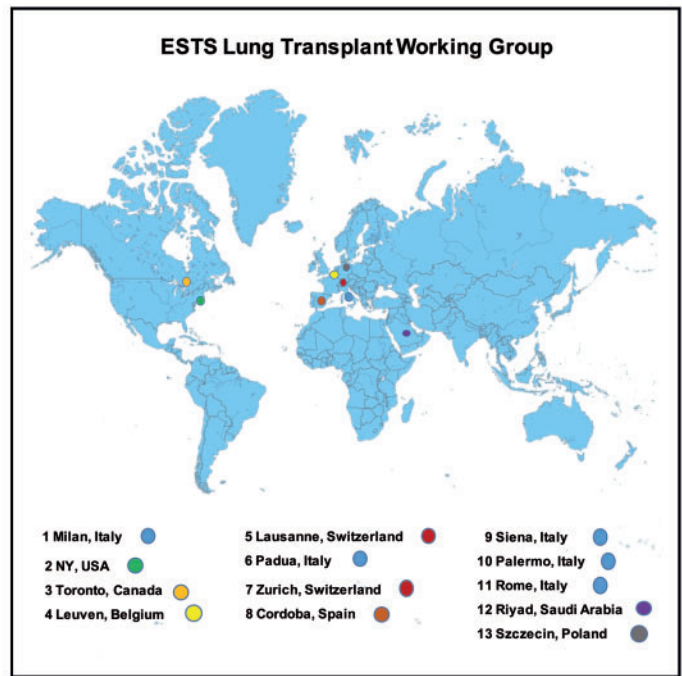 ESTS Lung Transplant Working Group
1 Milan, Italy
2 NY, USA
3 Toronto, Canada
4 Leuven, Belgium
5 Lausanne, Switzerland
6 Padua, Italy
7 Zurich, Switzerland
8 Cordoba, Spain
9 Siena, Italy
10 Palermo, Italy
11 Rome, Italy
12 Riyad, Saudi Arabia
13 Szczecin, Poland